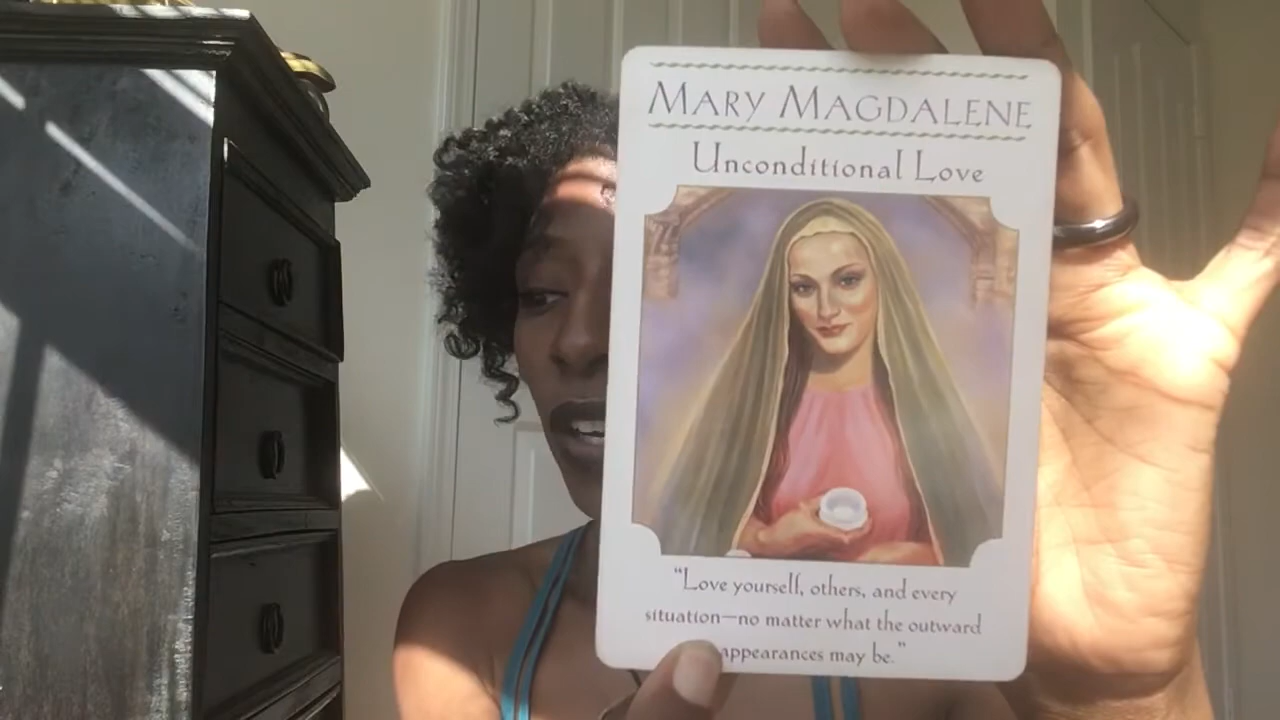 MARY MAGDALENE
Unconditional Love
"Love yourself, others, and every
situation—no matter what the outward
appearances may be."